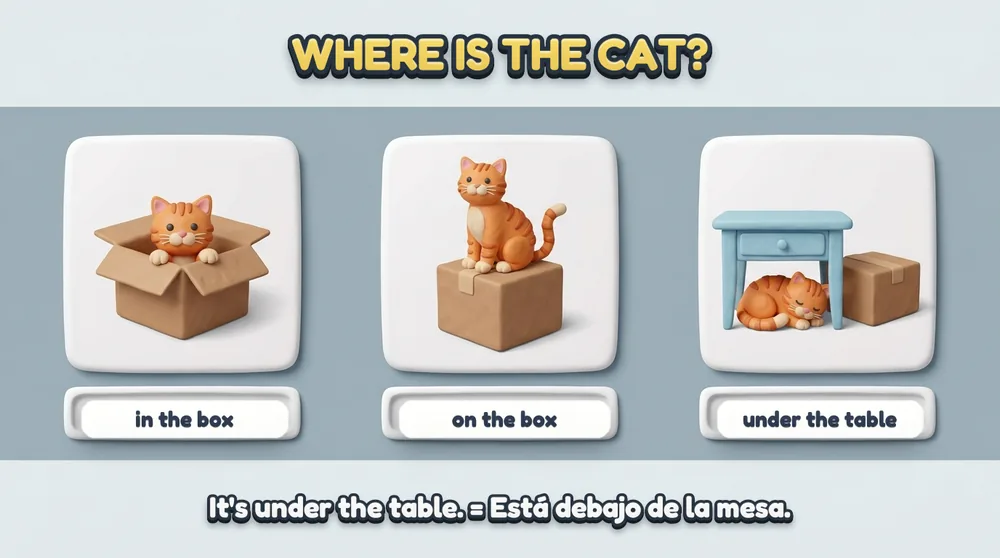 WHERE IS THE CAT?
in the box
on the box
under the table
It's under the table. = Está debajo de la mesa.